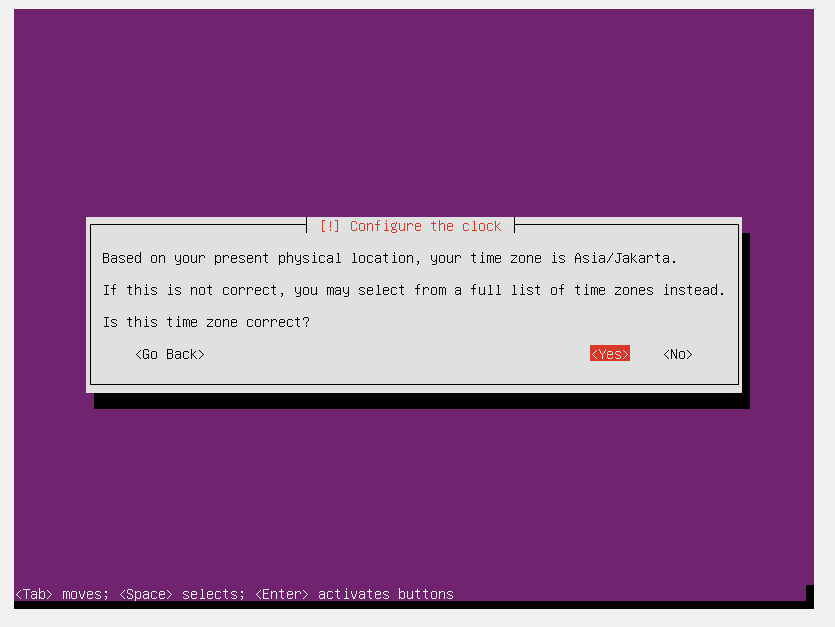 [!] Configure the clock
Based on your present physical location, your time zone is Asia/Jakarta.
If this is not correct, you may select from a full list of time zones instead.
Is this time zone correct?
<Go Back> <Yes> <No>
<Tab> moves; <Space> selects; <Enter> activates buttons